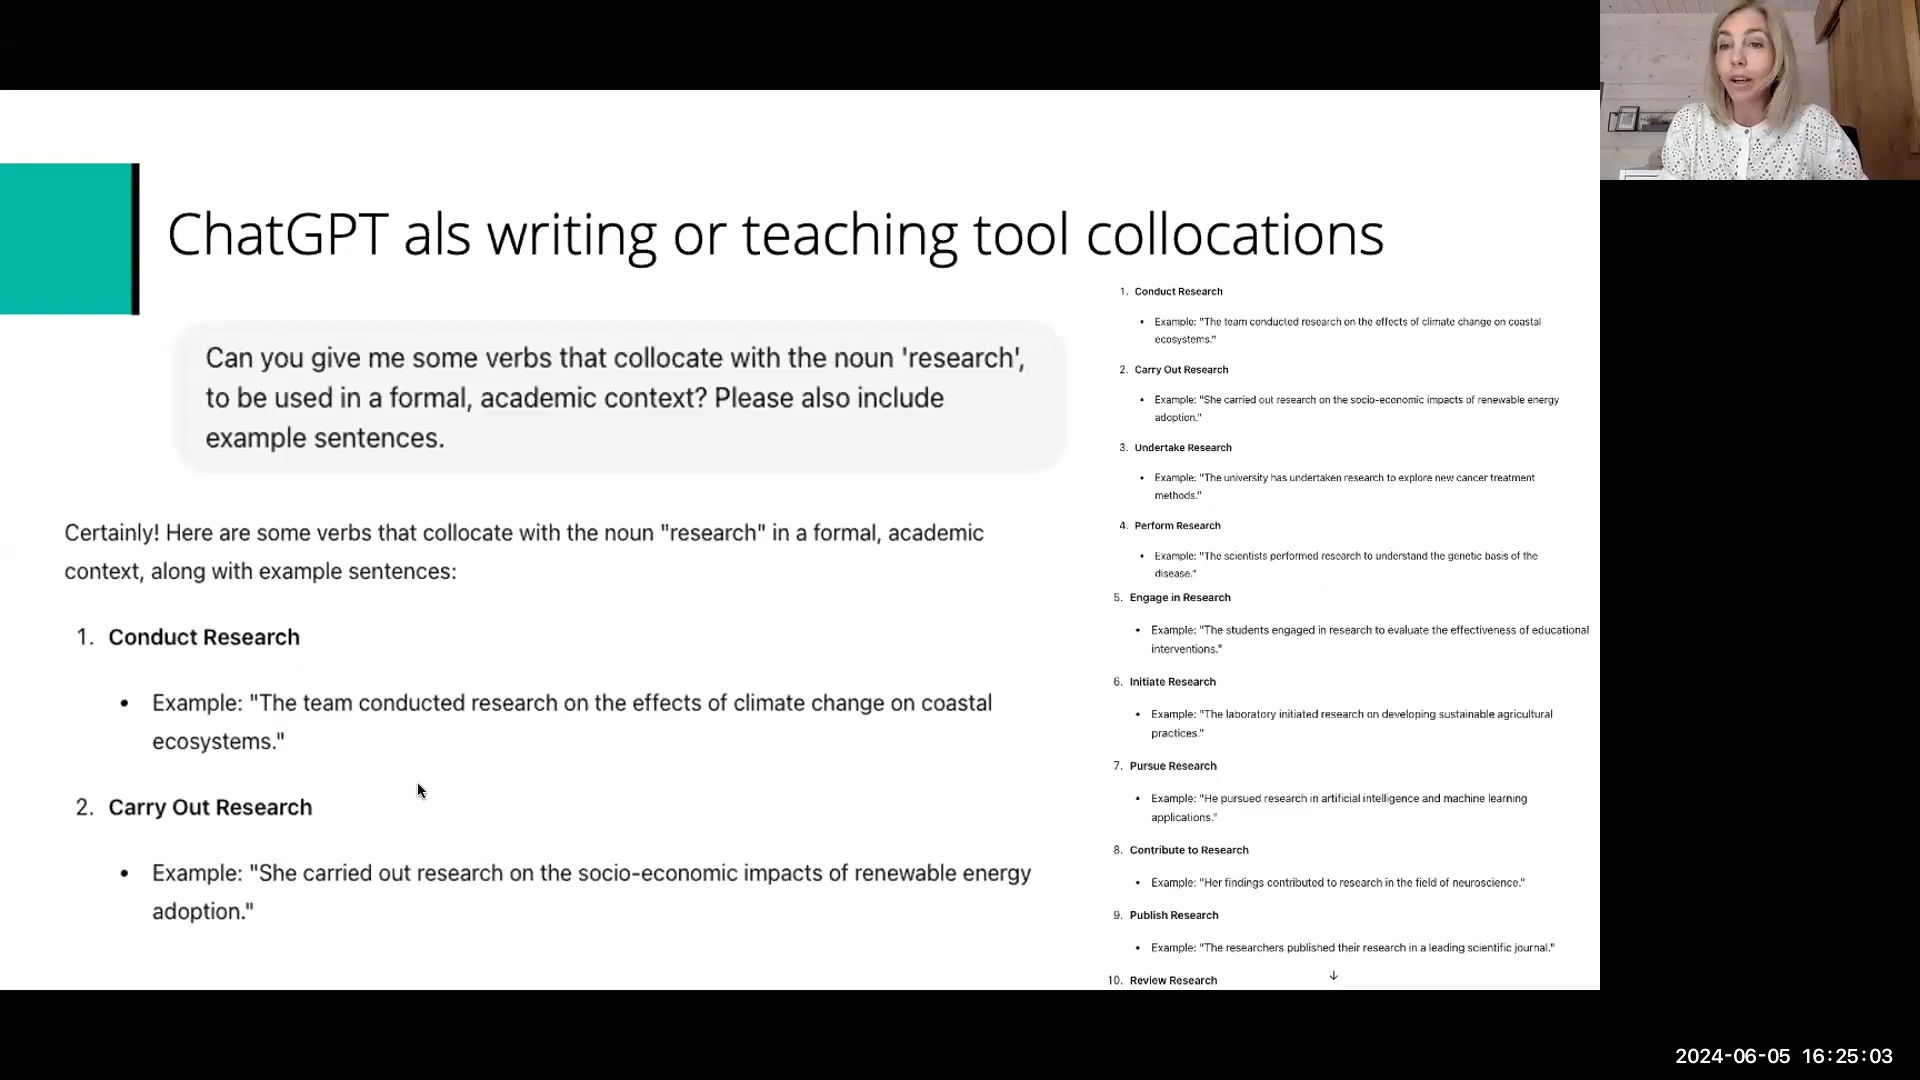 ChatGPT als writing or teaching tool collocations
Can you give me some verbs that collocate with the noun 'research',
to be used in a formal, academic context? Please also include
example sentences.
Certainly! Here are some verbs that collocate with the noun "research" in a formal, academic
context, along with example sentences:
1. Conduct Research
• Example: "The team conducted research on the effects of climate change on coastal
ecosystems."
2. Carry Out Research
• Example: "She carried out research on the socio-economic impacts of renewable energy
adoption."
1. Conduct Research
• Example: "The team conducted research on the effects of climate change on coastal
ecosystems."
2. Carry Out Research
• Example: "She carried out research on the socio-economic impacts of renewable energy
adoption."
3. Undertake Research
• Example: "The university has undertaken research to explore new cancer treatment
methods."
4. Perform Research
• Example: "The scientists performed research to understand the genetic basis of the
disease."
5. Engage in Research
• Example: "The students engaged in research to evaluate the effectiveness of educational
interventions."
6. Initiate Research
• Example: "The laboratory initiated research on developing sustainable agricultural
practices."
7. Pursue Research
• Example: "He pursued research in artificial intelligence and machine learning
applications."
8. Contribute to Research
• Example: "Her findings contributed to research in the field of neuroscience."
9. Publish Research
• Example: "The researchers published their research in a leading scientific journal."
10. Review Research
2024-06-05 16:25:03